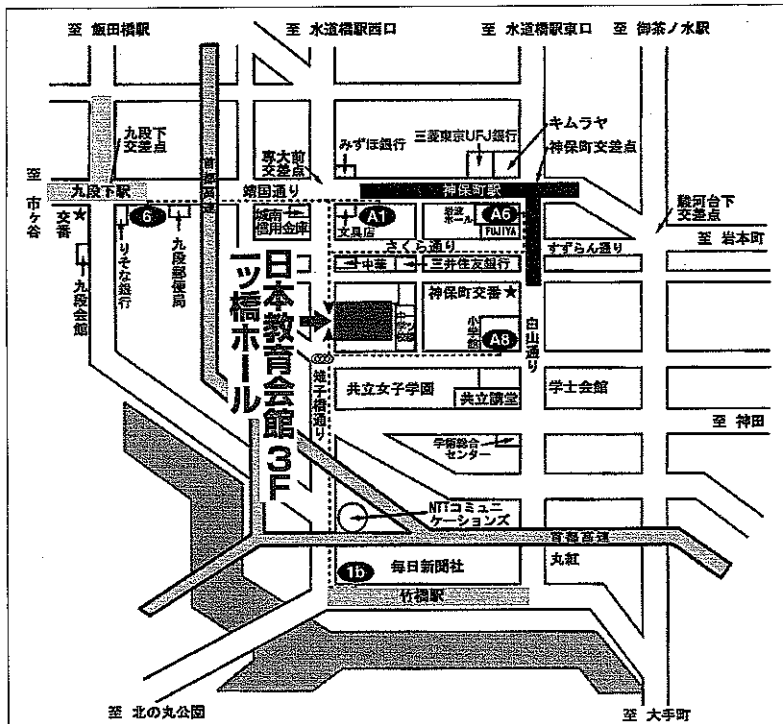 至 飯田橋駅
至 水道橋駅西口
至 水道橋駅東口
至 御茶ノ水駅
九段下
交差点
首都高速
専大前
交差点
みずほ銀行
三菱東京UFJ銀行
キムラヤ
神保町交差点
至 市ヶ谷
九段下駅
靖国通り
神保町駅
駿河台下
交差点
交番
6
城南
信用金庫
A1
文具店
岩波
ホール
A6
FUJIYA
さくら通り
すずらん通り
至 岩本町
九段会館
りそな銀行
九段郵便局
中華
三井住友銀行
日本教育会館 3F
一ッ橋ホール
神保町交番
小学館
A8
白山通り
雉子橋通り
共立女子学園
共立講堂
学士会館
至 神田
学術総合
センター
NTTコミュニ
ケーションズ
首都高速
丸紅
1b
毎日新聞社
竹橋駅
至 北の丸公園
至 大手町